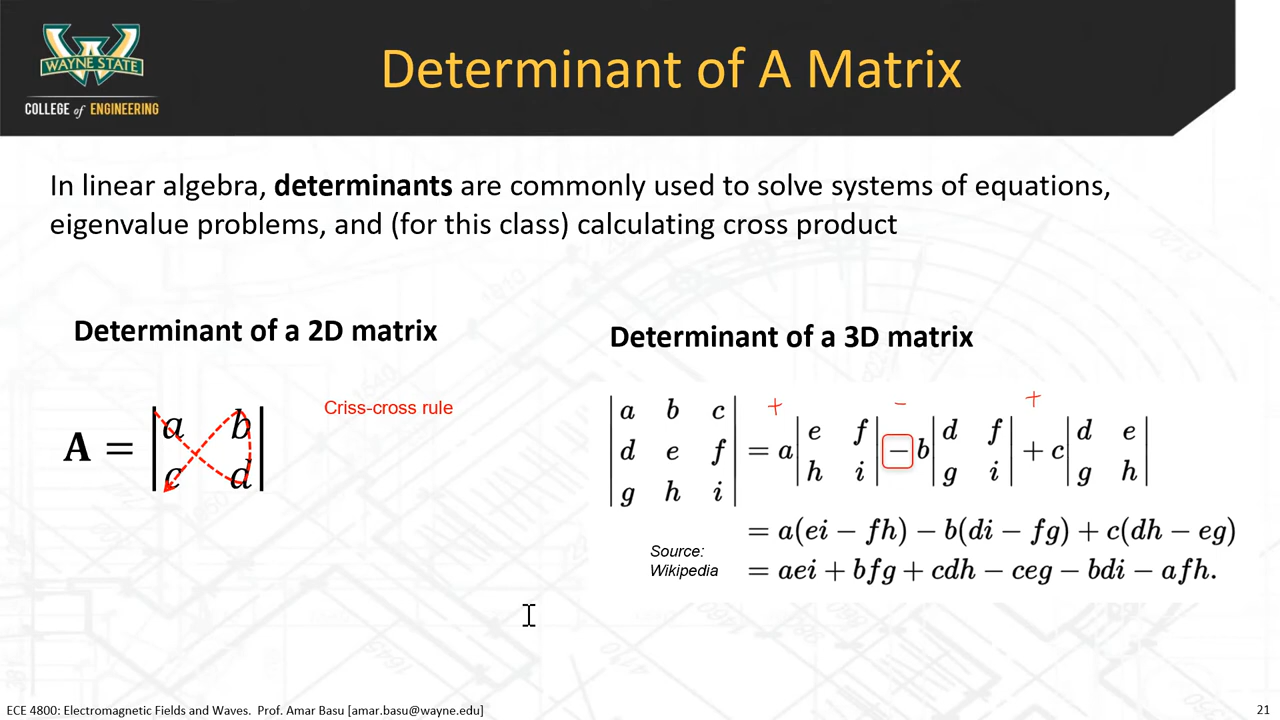 WAYNE STATE
COLLEGE of ENGINEERING
Determinant of A Matrix
In linear algebra, determinants are commonly used to solve systems of equations,
eigenvalue problems, and (for this class) calculating cross product
Determinant of a 2D matrix
A = |a b|
|c d|
Criss-cross rule
Determinant of a 3D matrix
+ − +
|a b c|
|d e f| = a|e f| − b|d f| + c|d e|
|g h i| |h i| |g i| |g h|
= a(ei − fh) − b(di − fg) + c(dh − eg)
Source:
Wikipedia
= aei + bfg + cdh − ceg − bdi − afh.
ECE 4800: Electromagnetic Fields and Waves. Prof. Amar Basu [amar.basu@wayne.edu]
21